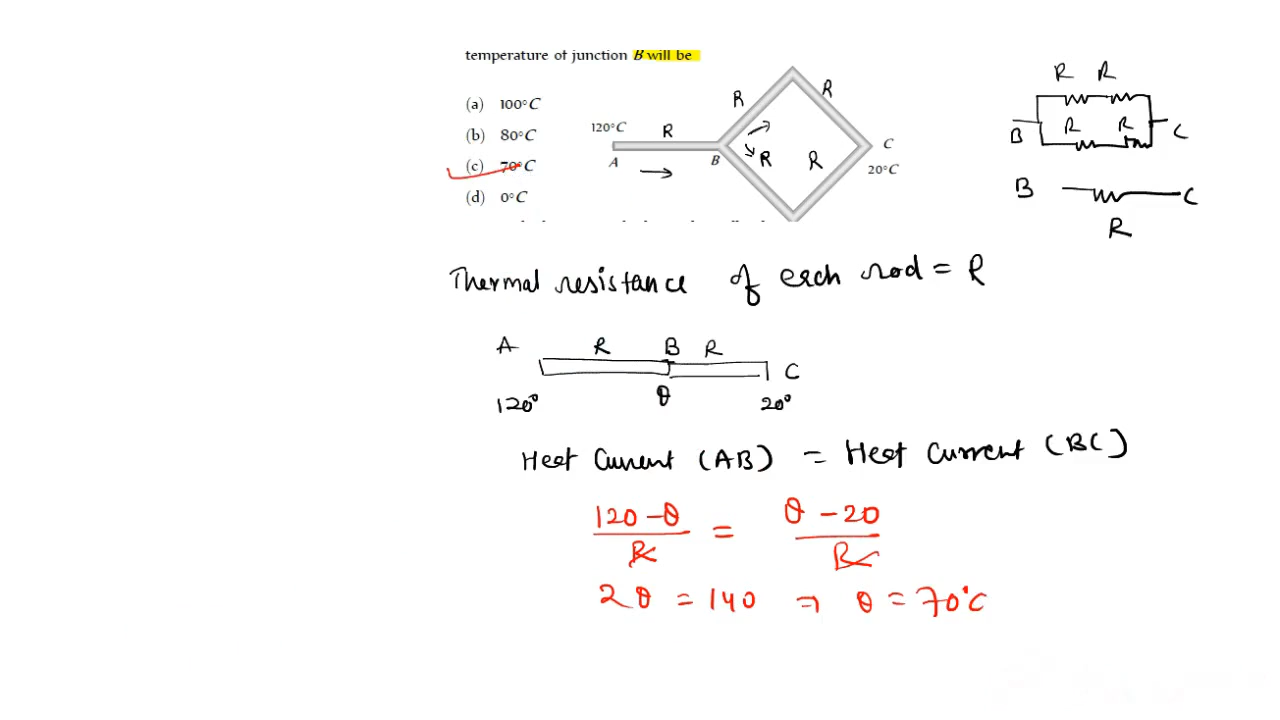 temperature of junction B will be
(a) 100°C
(b) 80°C
(c) 70°C
(d) 0°C
120°C
A
R
B
R
R
R
R
C
20°C
R R
B
R R
C
B
C
R
Thermal resistance of each rod = R
A R B R C
120° θ 20°
Heat Current (AB) = Heat Current (BC)
120 - θ / R = θ - 20 / R
2θ = 140 ⇒ θ = 70°C